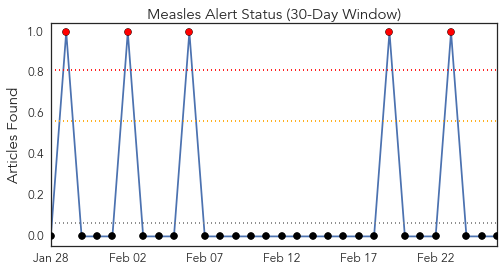 Measles Alert Status (30-Day Window)
Articles Found
1.0
0.8
0.6
0.4
0.2
0.0
Jan 28 Feb 02 Feb 07 Feb 12 Feb 17 Feb 22